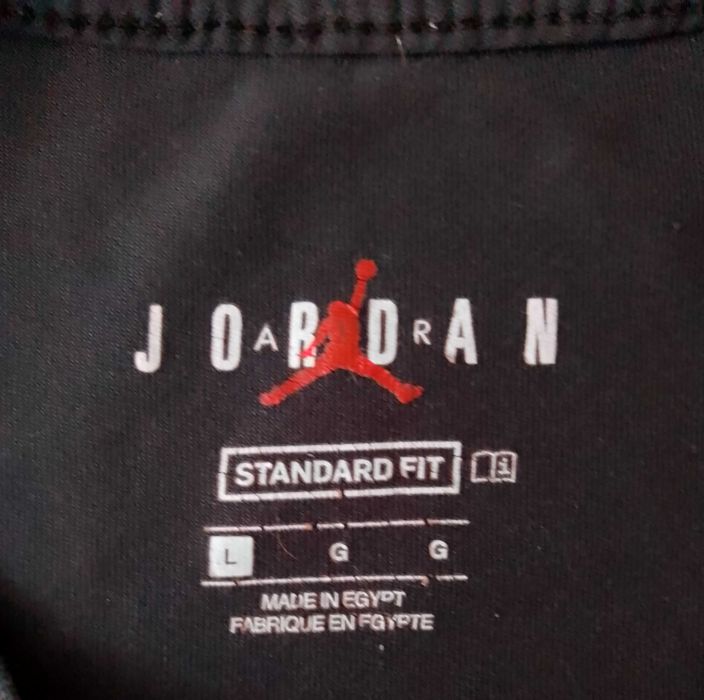 JORDAN
AIR
STANDARD FIT i
L G G
MADE IN EGYPT
FABRIQUE EN EGYPTE